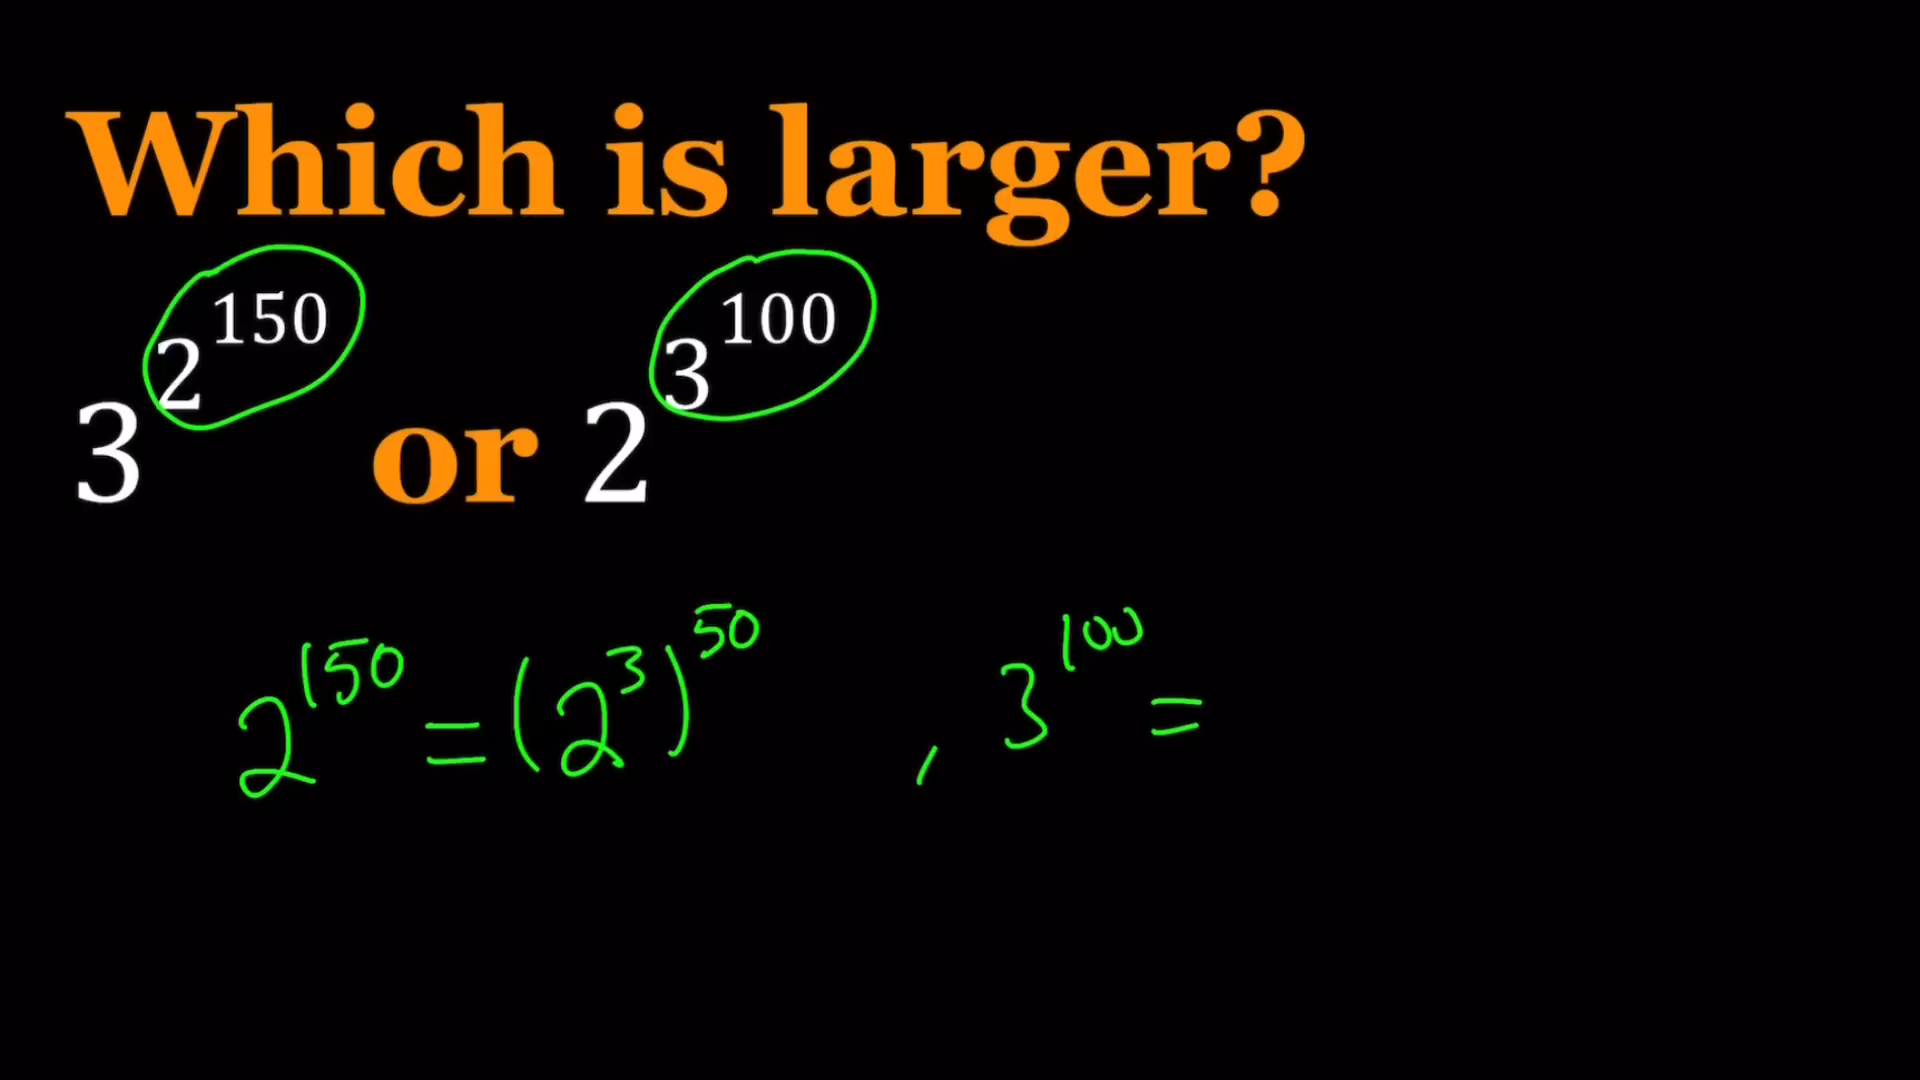 Which is larger?
3^2^150 or 2^3^100
2^150 = (2^3)^50 , 3^100 =